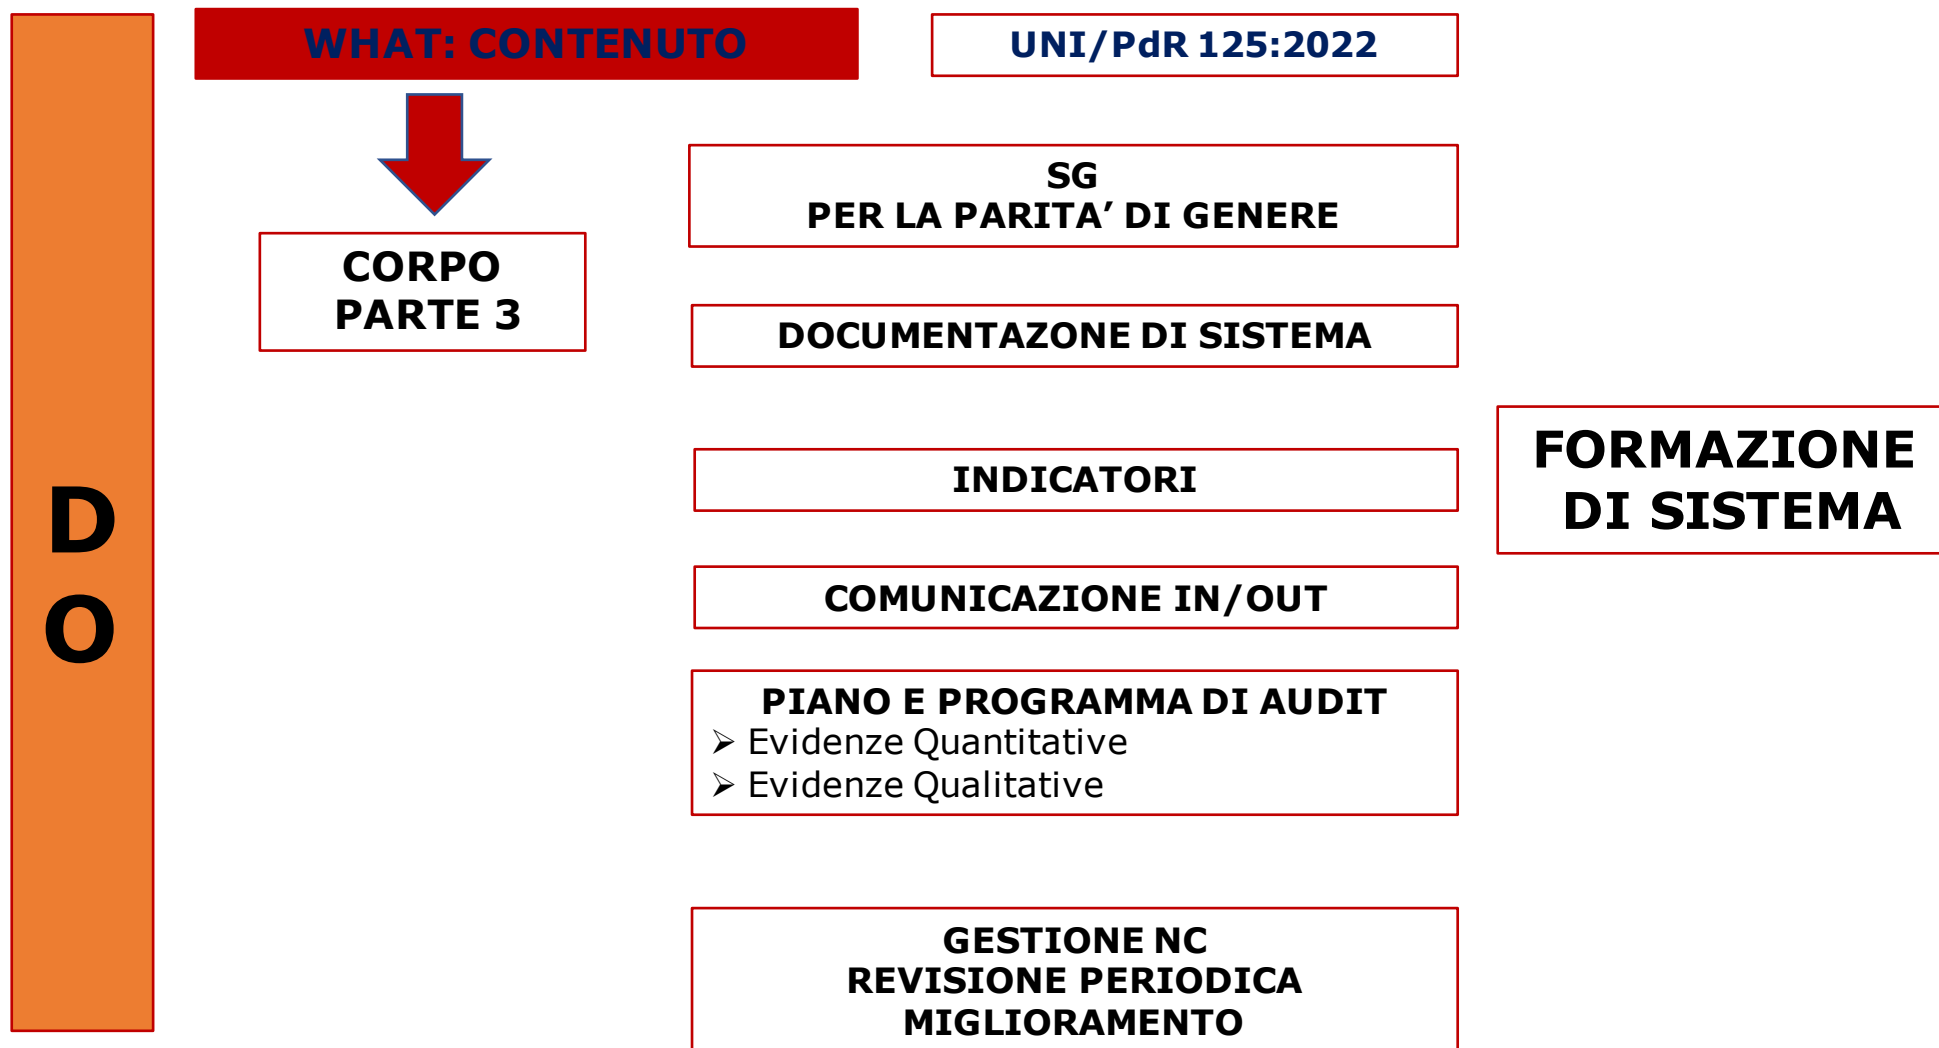 WHAT: CONTENUTO
UNI/PdR 125:2022
SG
PER LA PARITA’ DI GENERE
CORPO
PARTE 3
DOCUMENTAZONE DI SISTEMA
FORMAZIONE
DI SISTEMA
INDICATORI
D
O
COMUNICAZIONE IN/OUT
PIANO E PROGRAMMA DI AUDIT
➢ Evidenze Quantitative
➢ Evidenze Qualitative
GESTIONE NC
REVISIONE PERIODICA
MIGLIORAMENTO